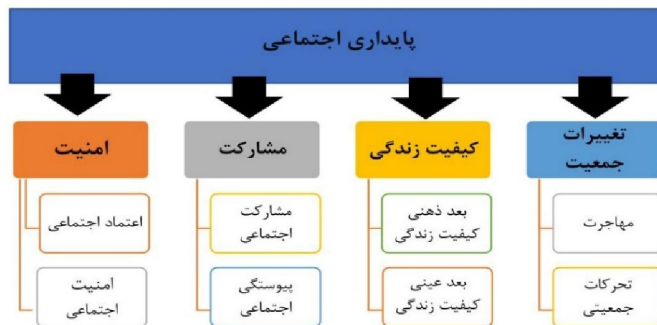 پایداری اجتماعی
تغییرات
جمعیت
کیفیت زندگی
مشارکت
امنیت
مهاجرت
بعد ذهنی
کیفیت زندگی
مشارکت
اجتماعی
اعتماد اجتماعی
تحرکات
جمعیتی
بعد عینی
کیفیت زندگی
پیوستگی
اجتماعی
امنیت
اجتماعی